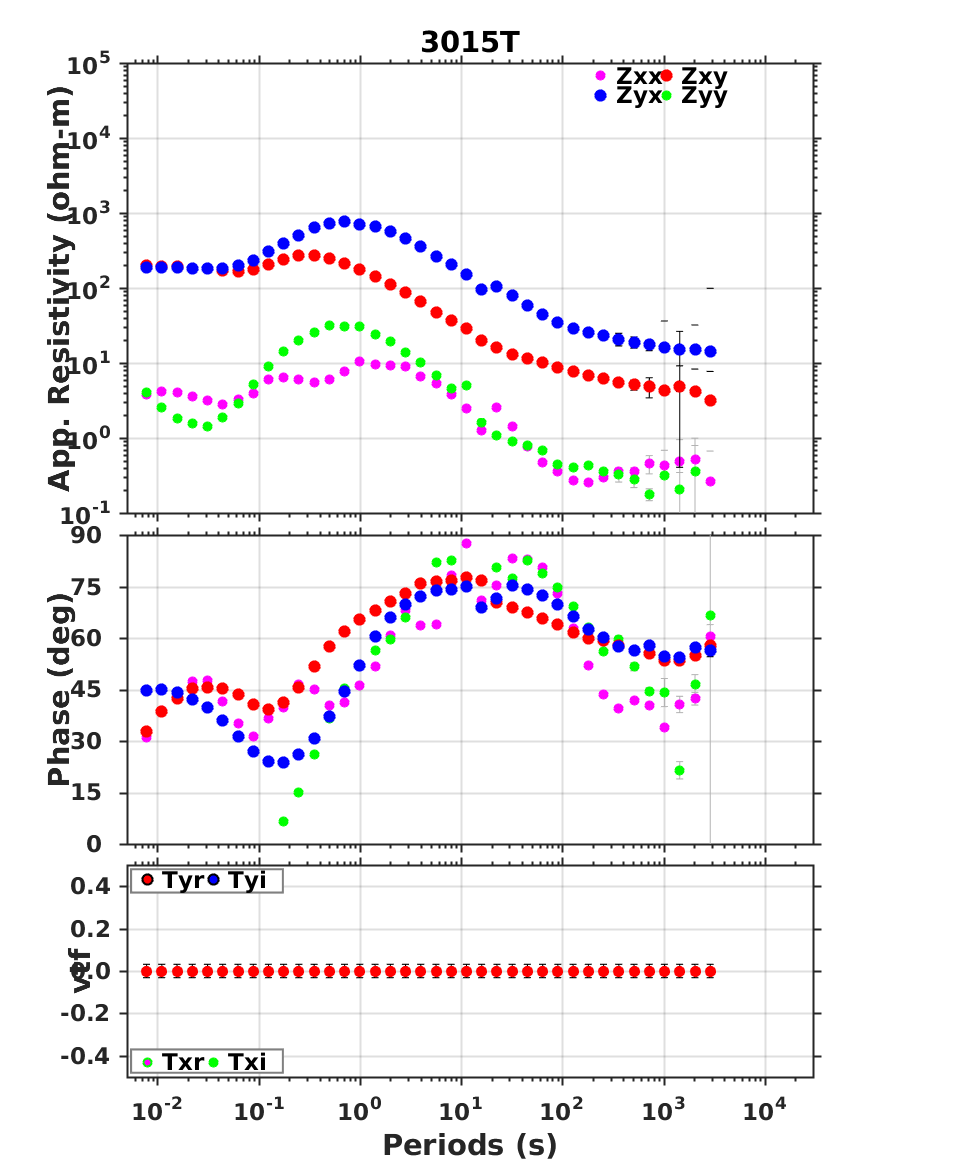 3015T
App. Resistivity (ohm-m)
10^5
10^4
10^3
10^2
10^1
10^0
10^-1
Zxx Zxy
Zyx Zyy
Phase (deg)
90
75
60
45
30
15
0
vtf
0.4
0.2
0.0
-0.2
-0.4
Tyr Tyi
Txr Txi
10^-2 10^-1 10^0 10^1 10^2 10^3 10^4
Periods (s)